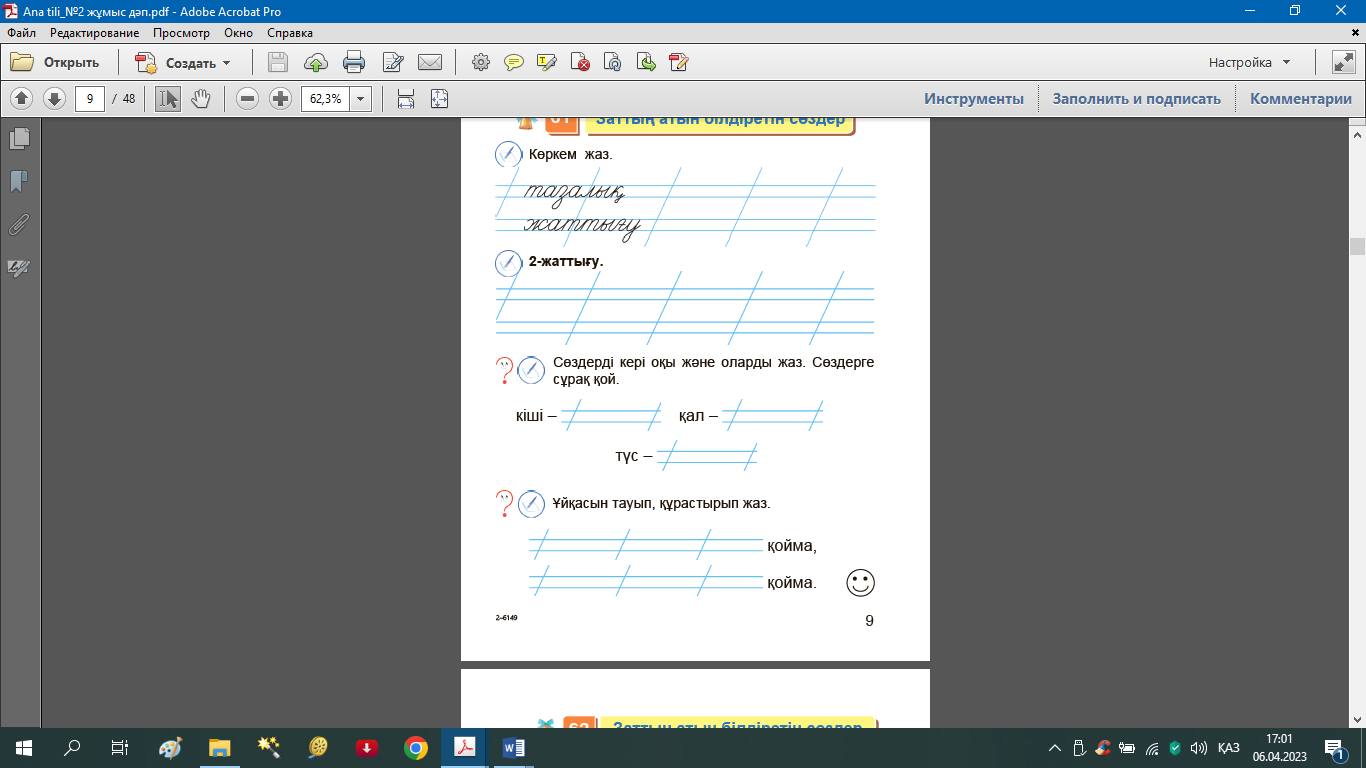 Ana tili_№2 жұмыс дәп.pdf - Adobe Acrobat Pro
Файл Редактирование Просмотр Окно Справка
Открыть Создать Настройка
9 / 48 62,3% Инструменты Заполнить и подписать Комментарии
61 Заттың атын білдіретін сөздер
Көркем жаз.
тазалық
жаттығу
2-жаттығу.
Сөздерді кері оқы және оларды жаз. Сөздерге
сұрақ қой.
кіші – қал –
түс –
Ұйқасын тауып, құрастырып жаз.
қойма,
қойма.
2–6149 9
62 Заттың атын білдіретін сөздер
ҚАЗ 17:01
06.04.2023 1